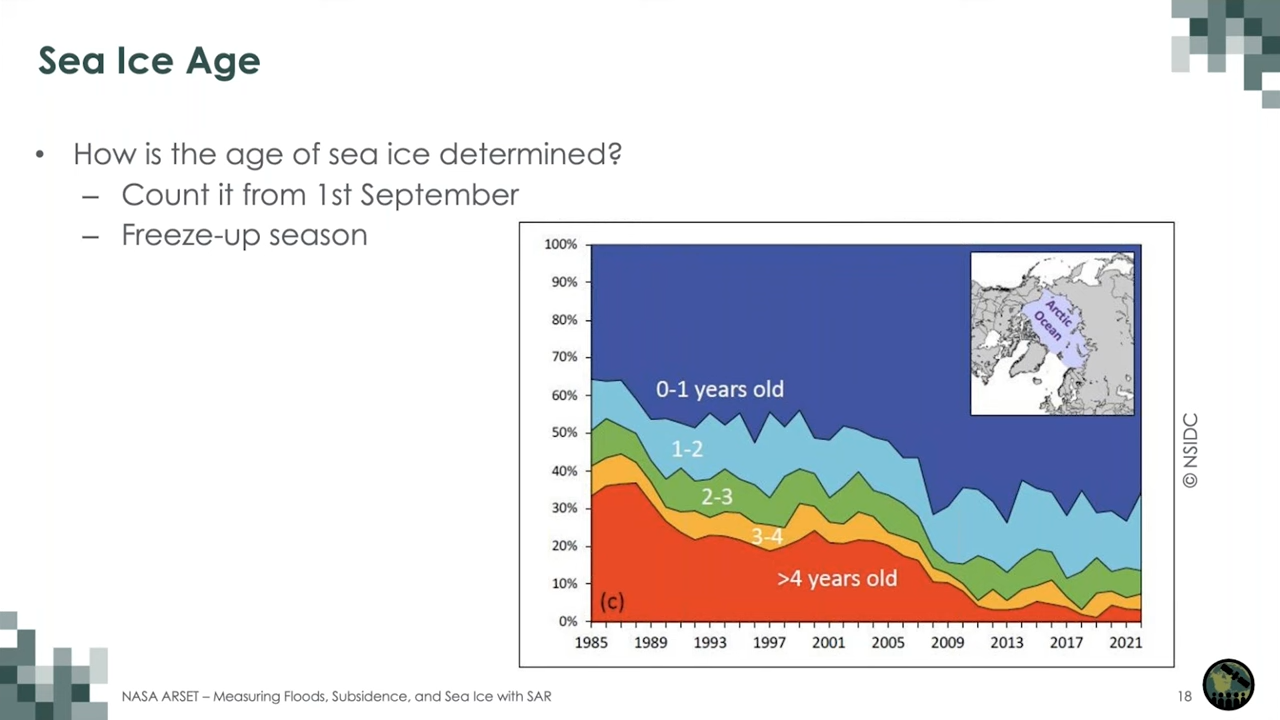 Sea Ice Age
• How is the age of sea ice determined?
– Count it from 1st September
– Freeze-up season
100%
90%
80%
70%
60%
50%
40%
30%
20%
10%
0%
0-1 years old
1-2
2-3
3-4
>4 years old
(c)
Arctic
Ocean
1985 1989 1993 1997 2001 2005 2009 2013 2017 2021
© NSIDC
NASA ARSET – Measuring Floods, Subsidence, and Sea Ice with SAR
18